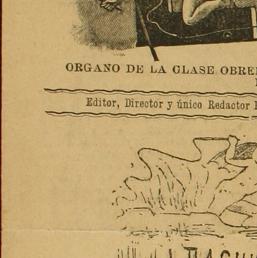 ORGANO DE LA CLASE OBRE
Editor, Director y único Redactor